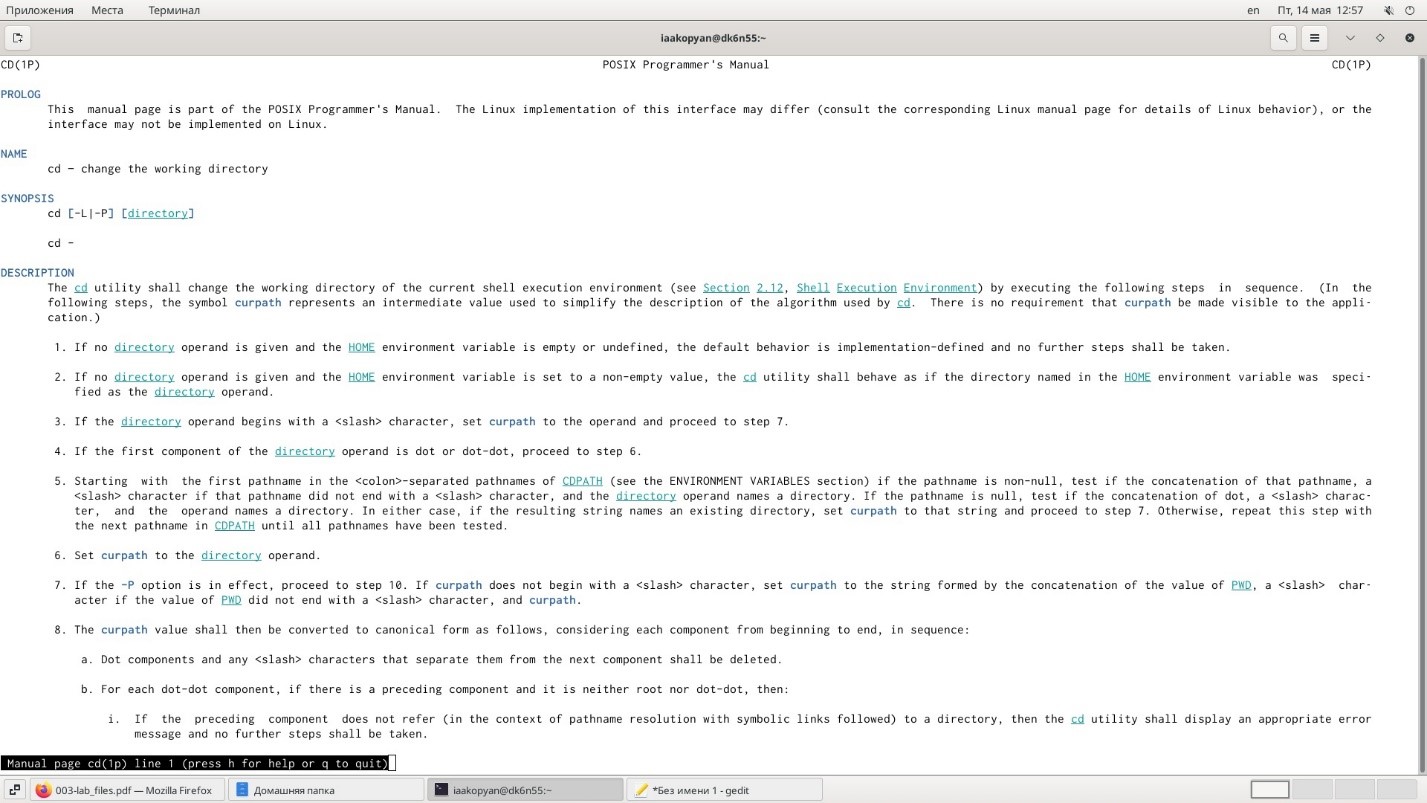 Приложения Места Терминал en Пт, 14 мая 12:57
iaakopyan@dk6n55:~
CD(1P) POSIX Programmer's Manual CD(1P)
PROLOG
This manual page is part of the POSIX Programmer's Manual. The Linux implementation of this interface may differ (consult the corresponding Linux manual page for details of Linux behavior), or the
interface may not be implemented on Linux.
NAME
cd - change the working directory
SYNOPSIS
cd [-L|-P] [directory]
cd -
DESCRIPTION
The cd utility shall change the working directory of the current shell execution environment (see Section 2.12, Shell Execution Environment) by executing the following steps in sequence. (In the
following steps, the symbol curpath represents an intermediate value used to simplify the description of the algorithm used by cd. There is no requirement that curpath be made visible to the appli-
cation.)
1. If no directory operand is given and the HOME environment variable is empty or undefined, the default behavior is implementation-defined and no further steps shall be taken.
2. If no directory operand is given and the HOME environment variable is set to a non-empty value, the cd utility shall behave as if the directory named in the HOME environment variable was speci-
fied as the directory operand.
3. If the directory operand begins with a <slash> character, set curpath to the operand and proceed to step 7.
4. If the first component of the directory operand is dot or dot-dot, proceed to step 6.
5. Starting with the first pathname in the <colon>-separated pathnames of CDPATH (see the ENVIRONMENT VARIABLES section) if the pathname is non-null, test if the concatenation of that pathname, a
<slash> character if that pathname did not end with a <slash> character, and the directory operand names a directory. If the pathname is null, test if the concatenation of dot, a <slash> charac-
ter, and the operand names a directory. In either case, if the resulting string names an existing directory, set curpath to that string and proceed to step 7. Otherwise, repeat this step with
the next pathname in CDPATH until all pathnames have been tested.
6. Set curpath to the directory operand.
7. If the -P option is in effect, proceed to step 10. If curpath does not begin with a <slash> character, set curpath to the string formed by the concatenation of the value of PWD, a <slash> char-
acter if the value of PWD did not end with a <slash> character, and curpath.
8. The curpath value shall then be converted to canonical form as follows, considering each component from beginning to end, in sequence:
a. Dot components and any <slash> characters that separate them from the next component shall be deleted.
b. For each dot-dot component, if there is a preceding component and it is neither root nor dot-dot, then:
i. If the preceding component does not refer (in the context of pathname resolution with symbolic links followed) to a directory, then the cd utility shall display an appropriate error
message and no further steps shall be taken.
Manual page cd(1p) line 1 (press h for help or q to quit)
003-lab_files.pdf — Mozilla Firefox Домашняя папка iaakopyan@dk6n55:~ *Без имени 1 - gedit